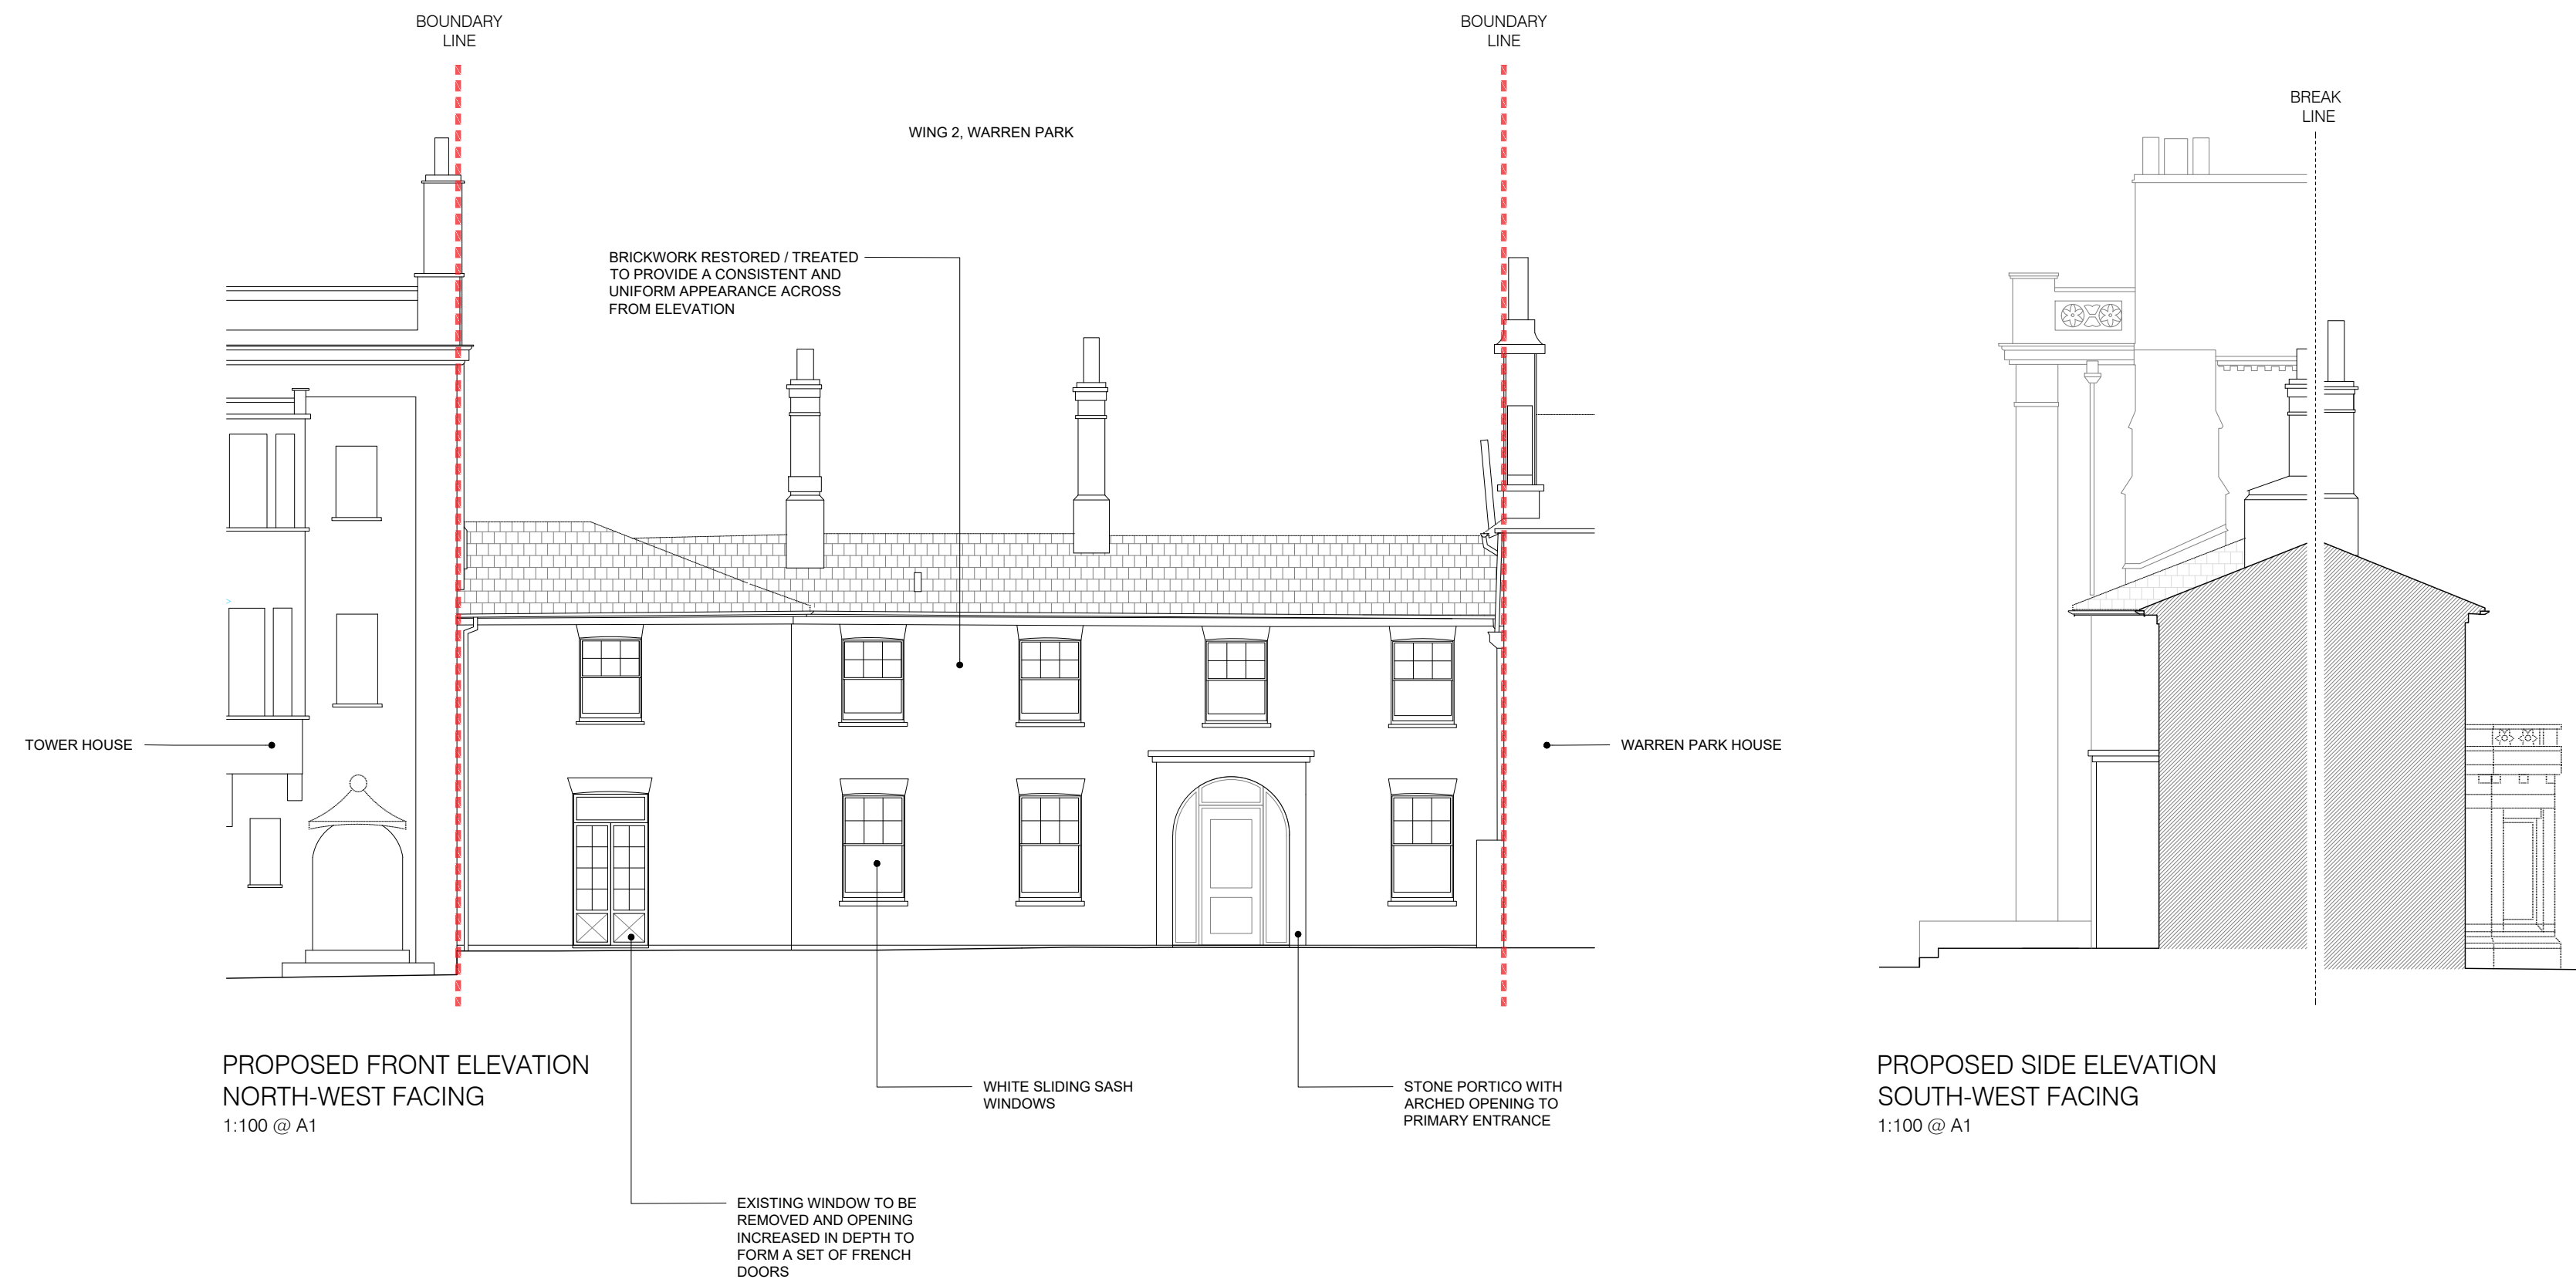 BOUNDARY
LINE
BOUNDARY
LINE
BREAK
LINE
WING 2, WARREN PARK
BRICKWORK RESTORED / TREATED
TO PROVIDE A CONSISTENT AND
UNIFORM APPEARANCE ACROSS
FROM ELEVATION
TOWER HOUSE
WARREN PARK HOUSE
PROPOSED FRONT ELEVATION
NORTH-WEST FACING
1:100 @ A1
WHITE SLIDING SASH
WINDOWS
STONE PORTICO WITH
ARCHED OPENING TO
PRIMARY ENTRANCE
PROPOSED SIDE ELEVATION
SOUTH-WEST FACING
1:100 @ A1
EXISTING WINDOW TO BE
REMOVED AND OPENING
INCREASED IN DEPTH TO
FORM A SET OF FRENCH
DOORS